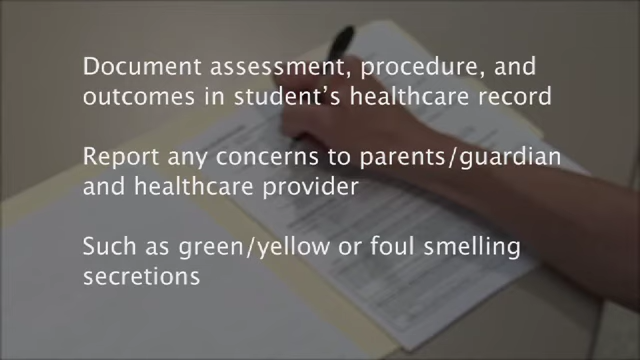 Document assessment, procedure, and
outcomes in student's healthcare record
Report any concerns to parents/guardian
and healthcare provider
Such as green/yellow or foul smelling
secretions